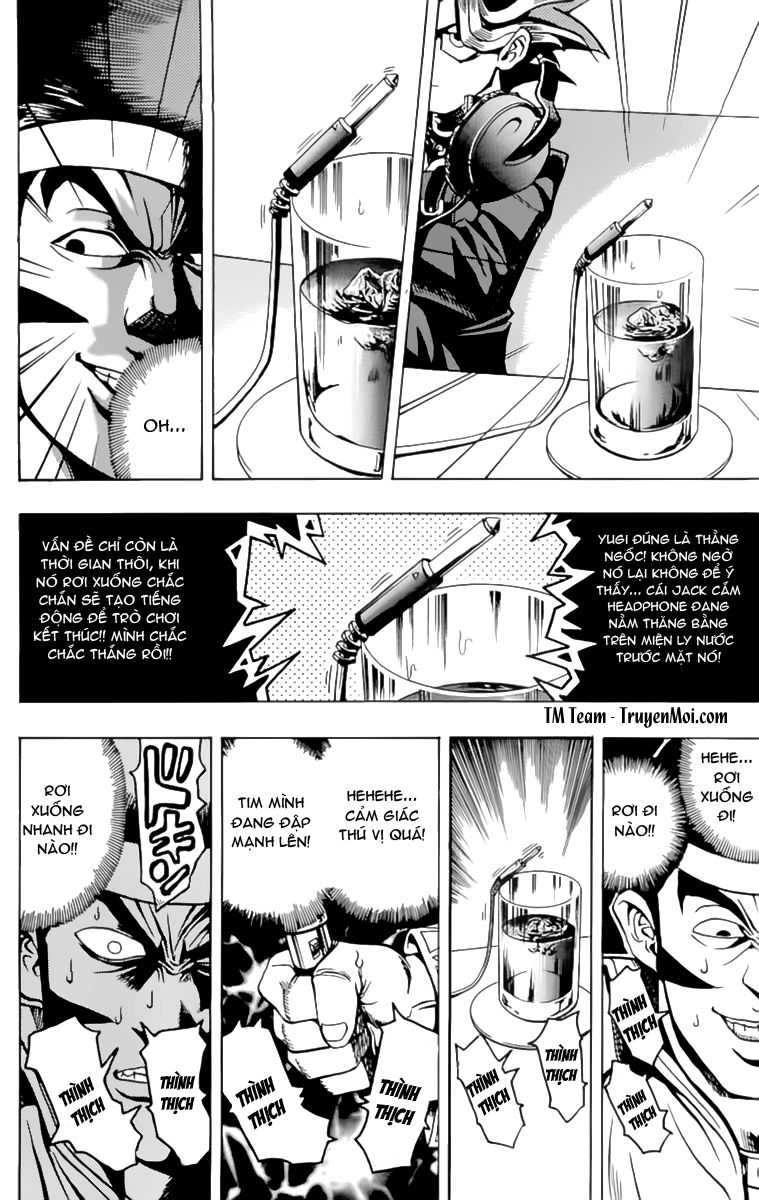 OH...
YUGI ĐÚNG LÀ THẰNG
NGỐC! KHÔNG NGỜ
NÓ LẠI KHÔNG ĐỂ Ý
THẤY... CÁI JACK CẮM
HEADPHONE ĐANG
NẰM THĂNG BẰNG
TRÊN MIỆN LY NƯỚC
TRƯỚC MẶT NÓ!
VẤN ĐỀ CHỈ CÒN LÀ
THỜI GIAN THÔI, KHI
NÓ RƠI XUỐNG CHẮC
CHẮN SẼ TẠO TIẾNG
ĐỘNG ĐỂ TRÒ CHƠI
KẾT THÚC!! MÌNH CHẮC
CHẮC THẮNG RỒI!!
TM Team - TruyenMoi.com
HEHE...
RƠI
XUỐNG
ĐI!
RƠI ĐI
NÀO!!
THÌNH
THỊCH
THÌNH
THỊCH
THÌNH
THỊCH
THÌNH
THỊCH
HEHEHE...
CẢM GIÁC
THÚ VỊ QUÁ!
TIM MÌNH
ĐANG ĐẬP
MẠNH LÊN!
THÌNH
THỊCH
THÌNH
THỊCH
ドキン
RƠI
XUỐNG
NHANH ĐI
NÀO!!
THÌNH
THỊCH
THÌNH
THỊCH